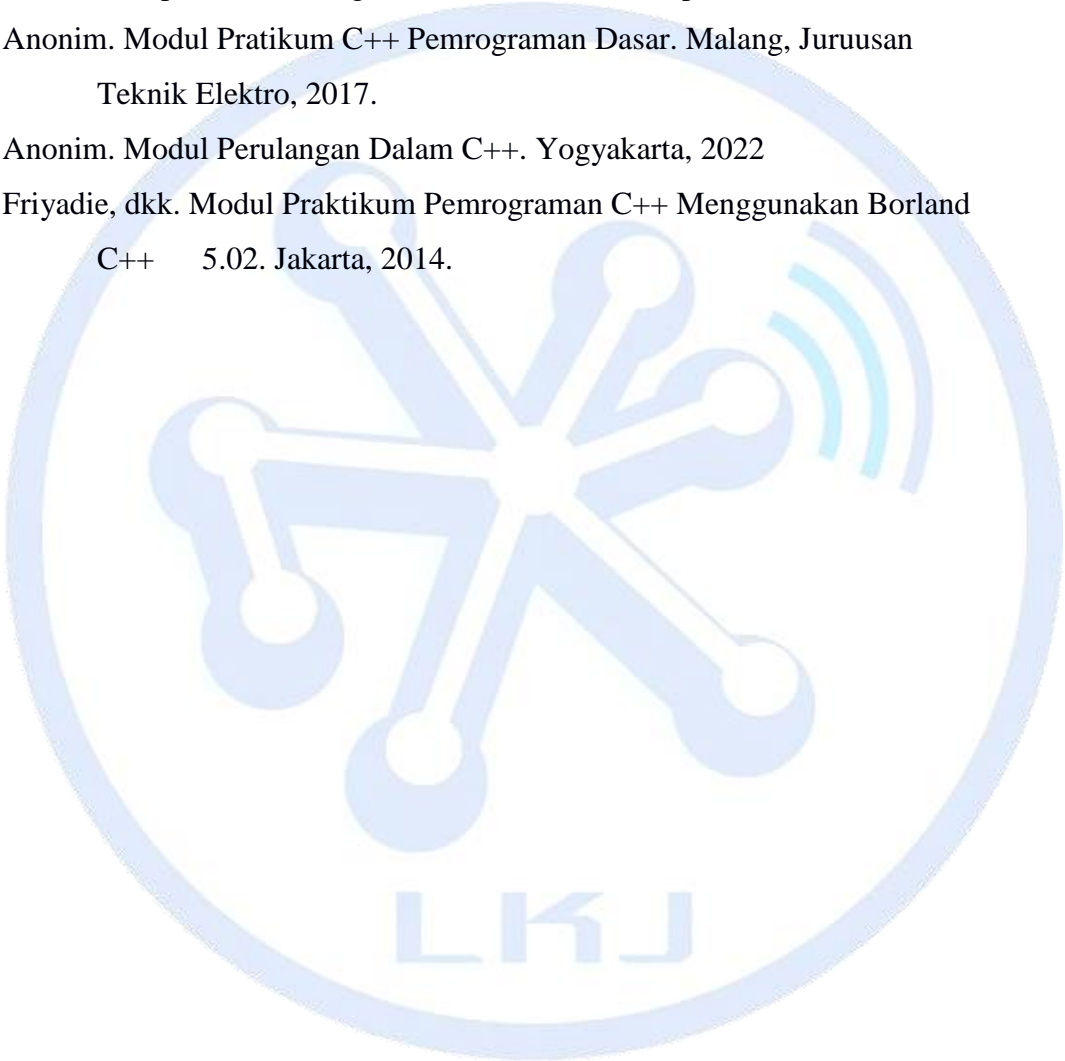 Anonim. Modul Pratikum C++ Pemrograman Dasar. Malang, Juruusan
Teknik Elektro, 2017.
Anonim. Modul Perulangan Dalam C++. Yogyakarta, 2022
Friyadie, dkk. Modul Praktikum Pemrograman C++ Menggunakan Borland
C++ 5.02. Jakarta, 2014.
LKJ